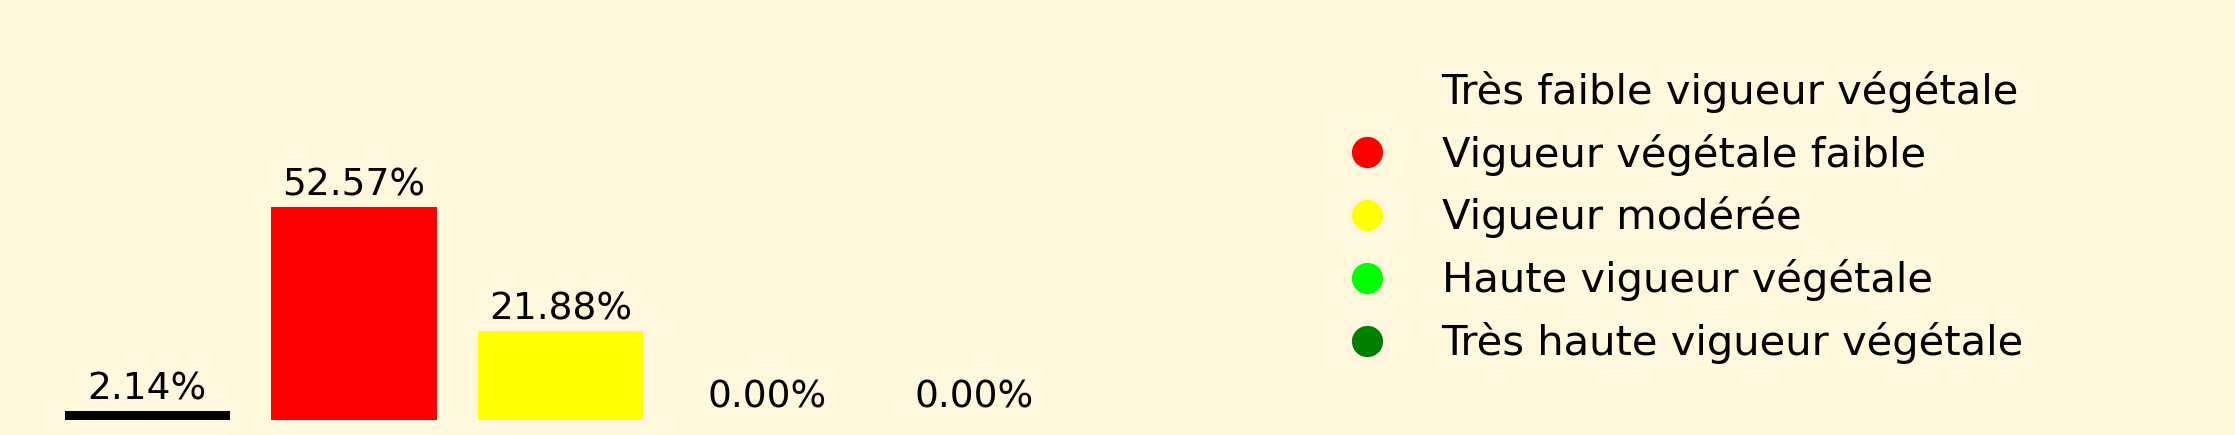 52.57%
21.88%
2.14%
0.00%
0.00%
Très faible vigueur végétale
Vigueur végétale faible
Vigueur modérée
Haute vigueur végétale
Très haute vigueur végétale